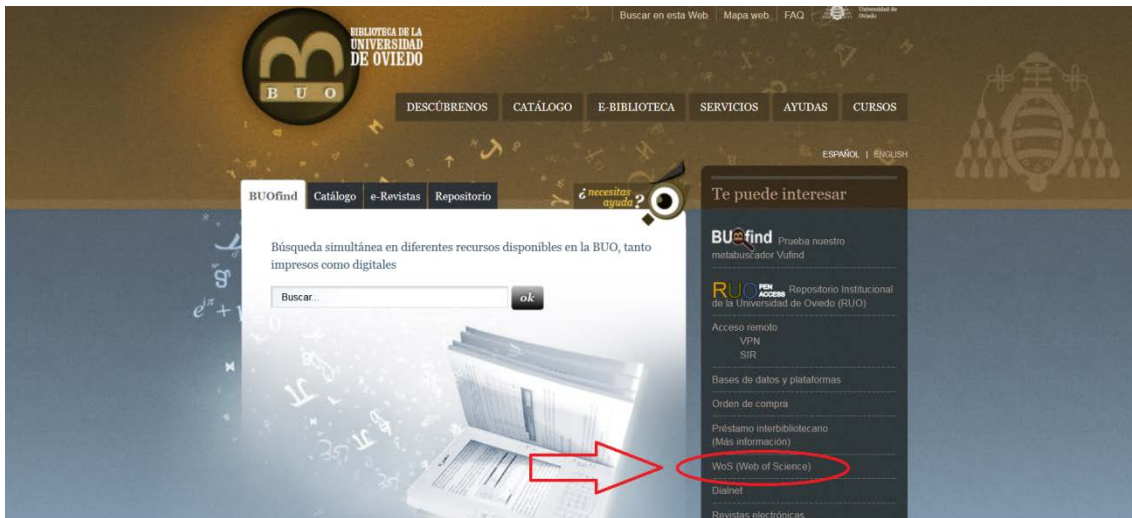 Buscar en esta Web | Mapa web | FAQ
Universidad de
Oviedo
BIBLIOTECA DE LA
UNIVERSIDAD
DE OVIEDO
B U O
DESCÚBRENOS CATÁLOGO E-BIBLIOTECA SERVICIOS AYUDAS CURSOS
ESPAÑOL | ENGLISH
BUOfind Catálogo e-Revistas Repositorio
¿necesitas
ayuda?
Búsqueda simultánea en diferentes recursos disponibles en la BUO, tanto
impresos como digitales
Buscar...
ok
Te puede interesar
BUOfind Prueba nuestro
metabuscador Vufind
RUO OPEN ACCESS Repositorio Institucional
de la Universidad de Oviedo (RUO)
Acceso remoto
VPN
SIR
Bases de datos y plataformas
Orden de compra
Préstamo interbibliotecario
(Más información)
WoS (Web of Science)
Dialnet
Revistas electrónicas